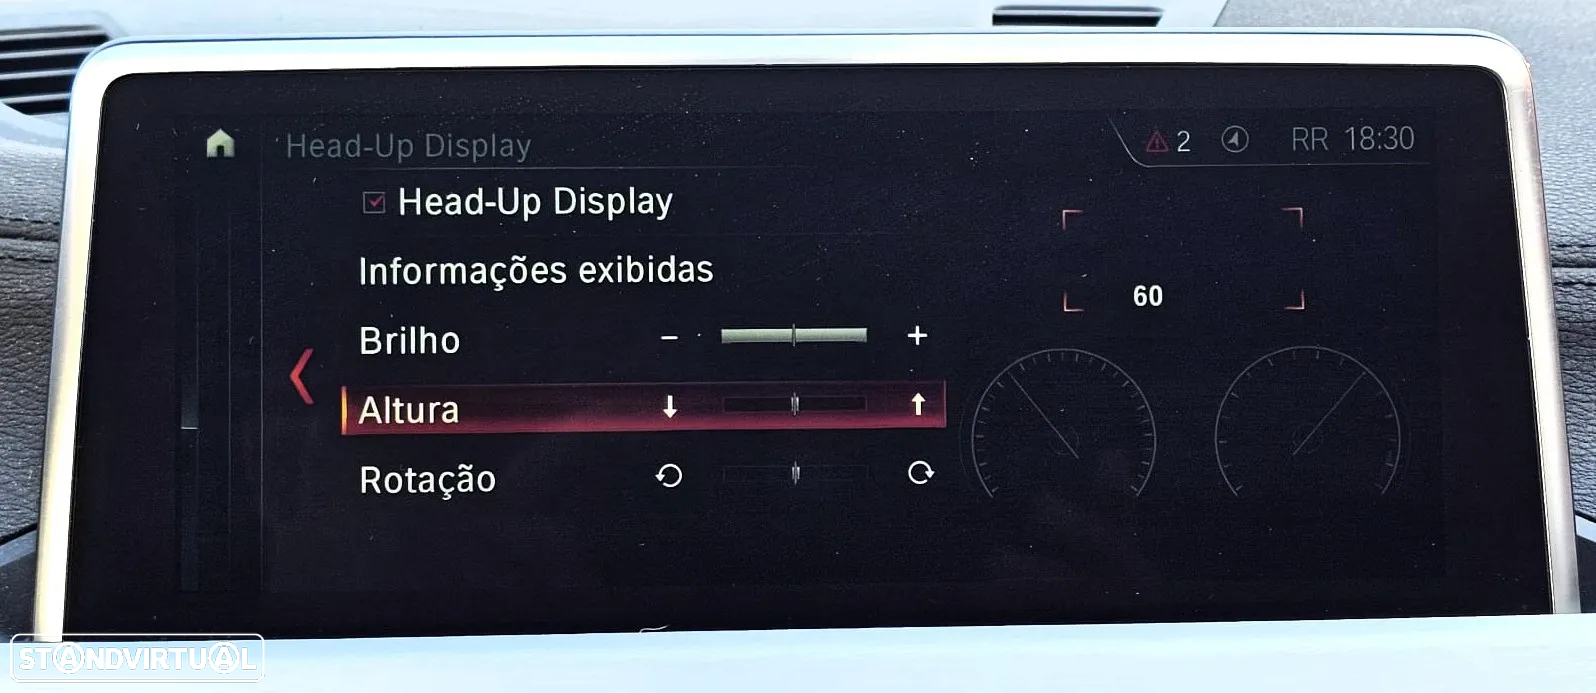 Head-Up Display
2 RR 18:30
Head-Up Display
Informações exibidas
Brilho - +
60
Altura
Rotação
STANDVIRTUAL